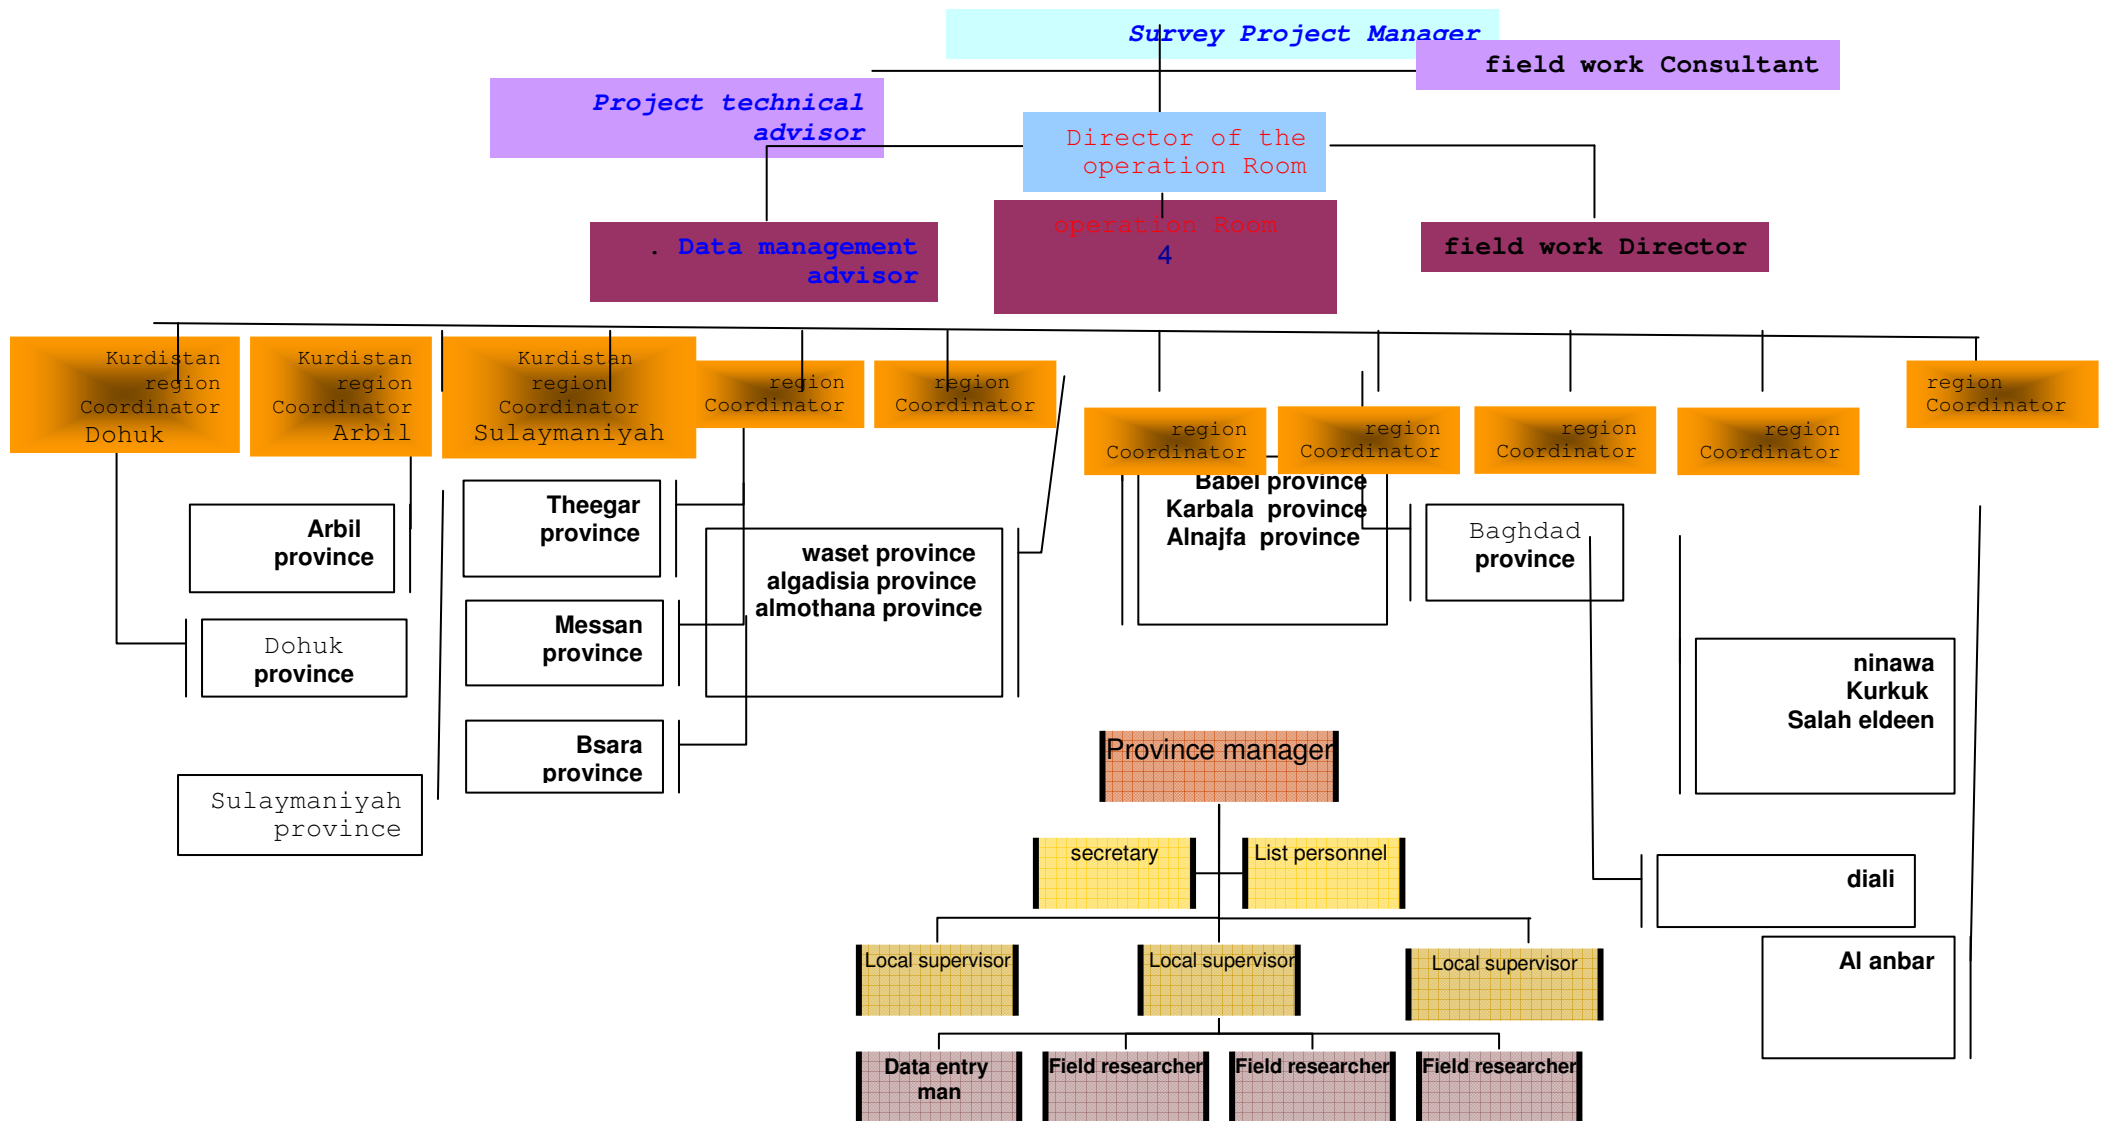 Survey Project Manager
field work Consultant
Project technical
advisor
Director of the
operation Room
. Data management
advisor
operation Room
4
field work Director
Kurdistan
region
Coordinator
Dohuk
Kurdistan
region
Coordinator
Arbil
Kurdistan
region
Coordinator
Sulaymaniyah
region
Coordinator
region
Coordinator
region
Coordinator
region
Coordinator
region
Coordinator
region
Coordinator
region
Coordinator
Arbil
province
Dohuk
province
Sulaymaniyah
province
Theegar
province
Messan
province
Bsara
province
waset province
algadisia province
almothana province
Babel province
Karbala province
Alnajfa province
Baghdad
province
ninawa
Kurkuk
Salah eldeen
diali
Al anbar
Province manager
secretary
List personnel
Local supervisor
Local supervisor
Local supervisor
Data entry
man
Field researcher
Field researcher
Field researcher